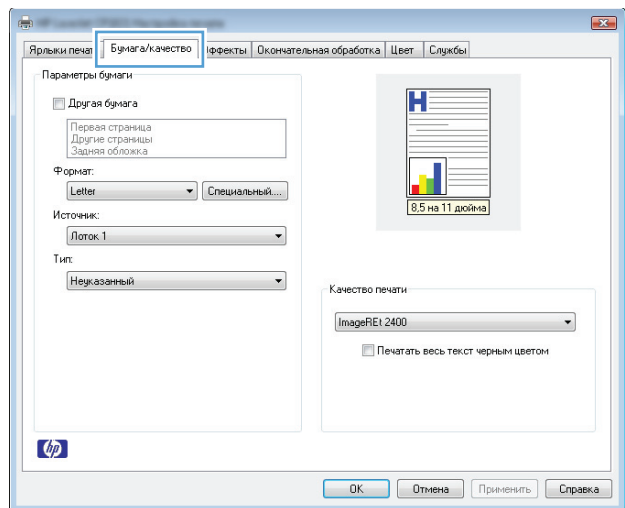 Ярлыки печат
Бумага/качество
ффекты
Окончательная обработка
Цвет
Службы
Параметры бумаги
Другая бумага
Первая страница
Другие страницы
Задняя обложка
Формат:
Letter
Специальный....
Источник:
Лоток 1
Тип:
Неуказанный
H
8,5 на 11 дюйма
Качество печати
ImageREt 2400
Печатать весь текст черным цветом
hp
OK
Отмена
Применить
Справка